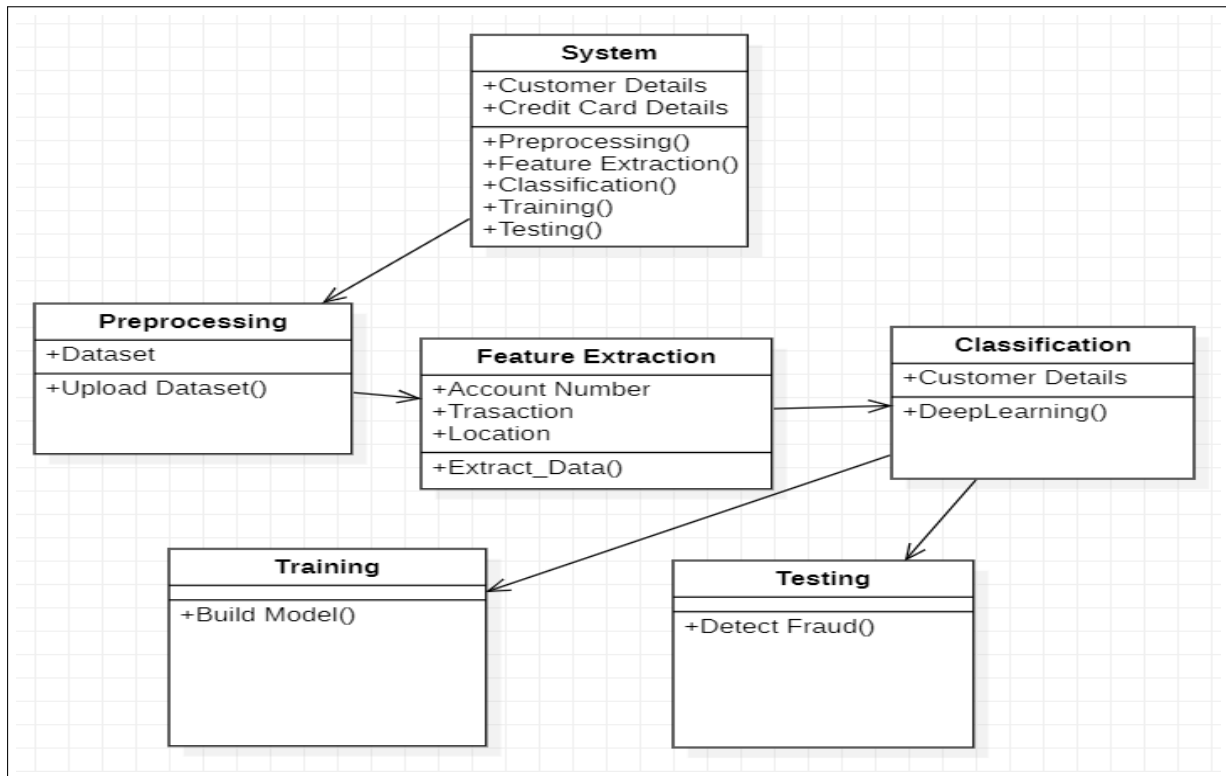 System
+Customer Details
+Credit Card Details
+Preprocessing()
+Feature Extraction()
+Classification()
+Training()
+Testing()
Preprocessing
+Dataset
+Upload Dataset()
Feature Extraction
+Account Number
+Trasaction
+Location
+Extract_Data()
Classification
+Customer Details
+DeepLearning()
Training
+Build Model()
Testing
+Detect Fraud()